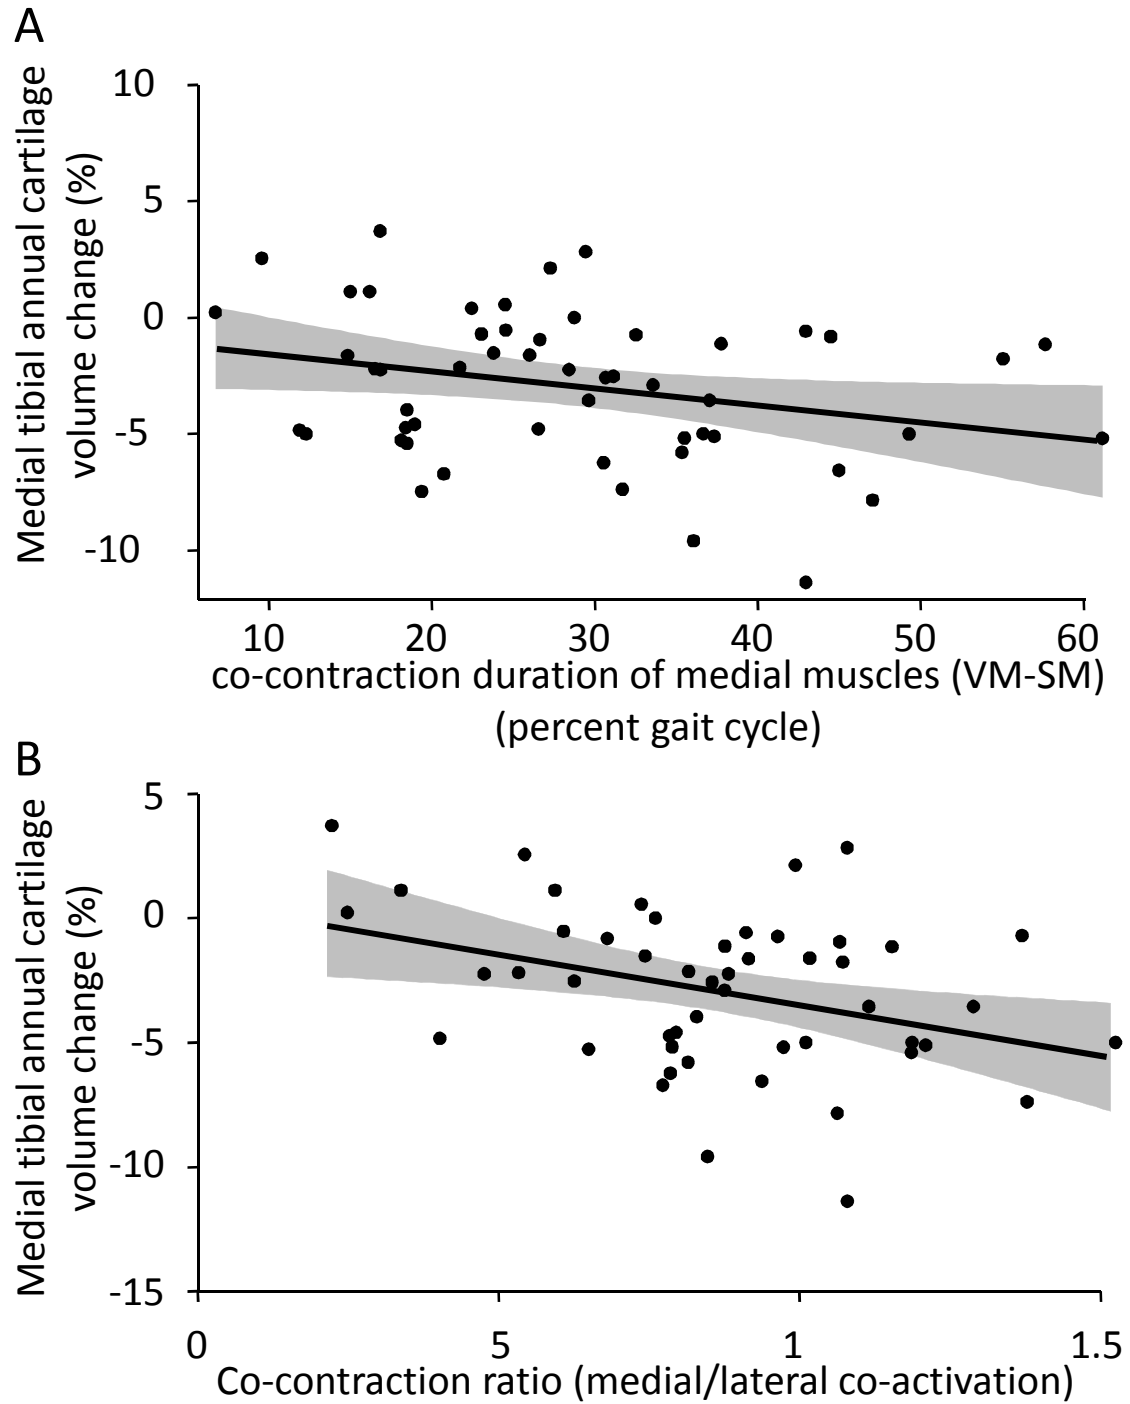 A
Medial tibial annual cartilage
volume change (%)
10
5
0
-5
-10
10 20 30 40 50 60
co-contraction duration of medial muscles (VM-SM)
(percent gait cycle)
B
Medial tibial annual cartilage
volume change (%)
5
0
-5
-10
-15
0 5 1 1.5
Co-contraction ratio (medial/lateral co-activation)